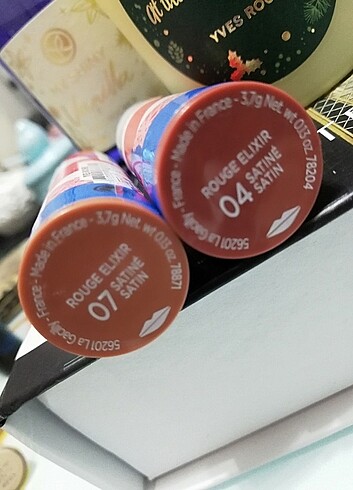 YVES ROC
56201 La Gacilly - France - Made in France - 3,7g Net wt 0.13 oz. 78204
ROUGE ELIXIR
04 SATINÉ
SATIN
56201 La Gacilly - France - Made in France - 3,7g Net wt 0.13 oz. 78871
ROUGE ELIXIR
07 SATINÉ
SATIN